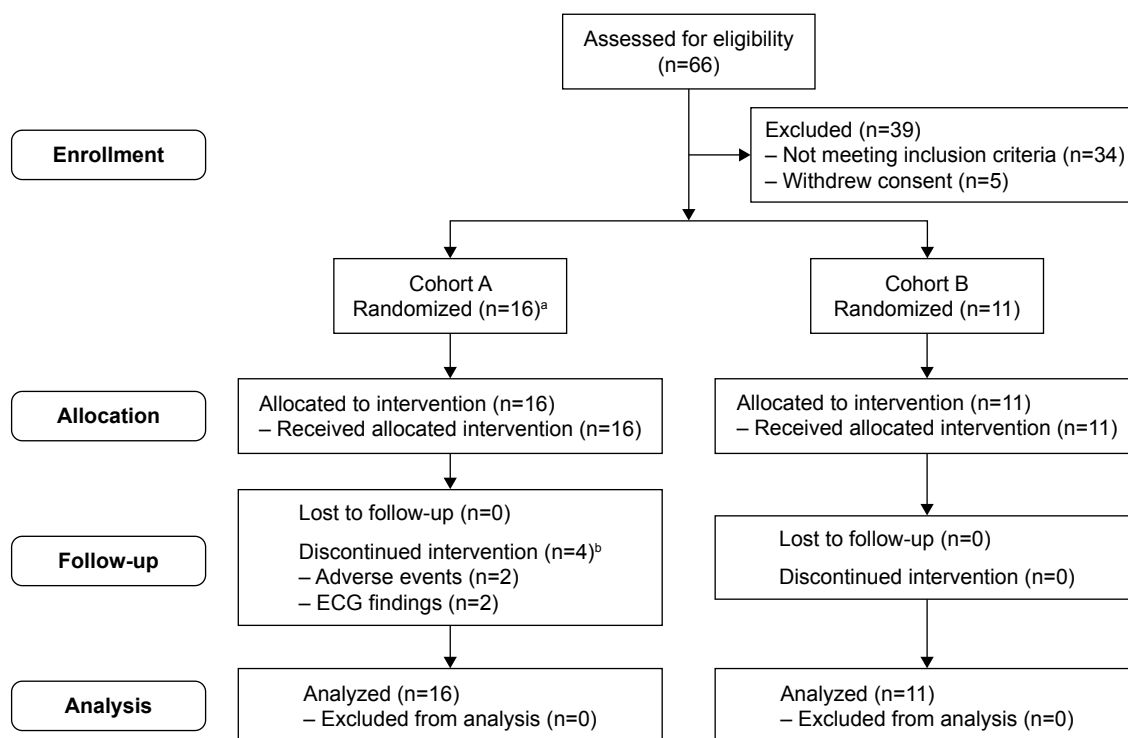 Assessed for eligibility
(n=66)
Enrollment
Excluded (n=39)
– Not meeting inclusion criteria (n=34)
– Withdrew consent (n=5)
Cohort A
Randomized (n=16)ᵃ
Cohort B
Randomized (n=11)
Allocation
Allocated to intervention (n=16)
– Received allocated intervention (n=16)
Allocated to intervention (n=11)
– Received allocated intervention (n=11)
Follow-up
Lost to follow-up (n=0)
Discontinued intervention (n=4)ᵇ
– Adverse events (n=2)
– ECG findings (n=2)
Lost to follow-up (n=0)
Discontinued intervention (n=0)
Analysis
Analyzed (n=16)
– Excluded from analysis (n=0)
Analyzed (n=11)
– Excluded from analysis (n=0)